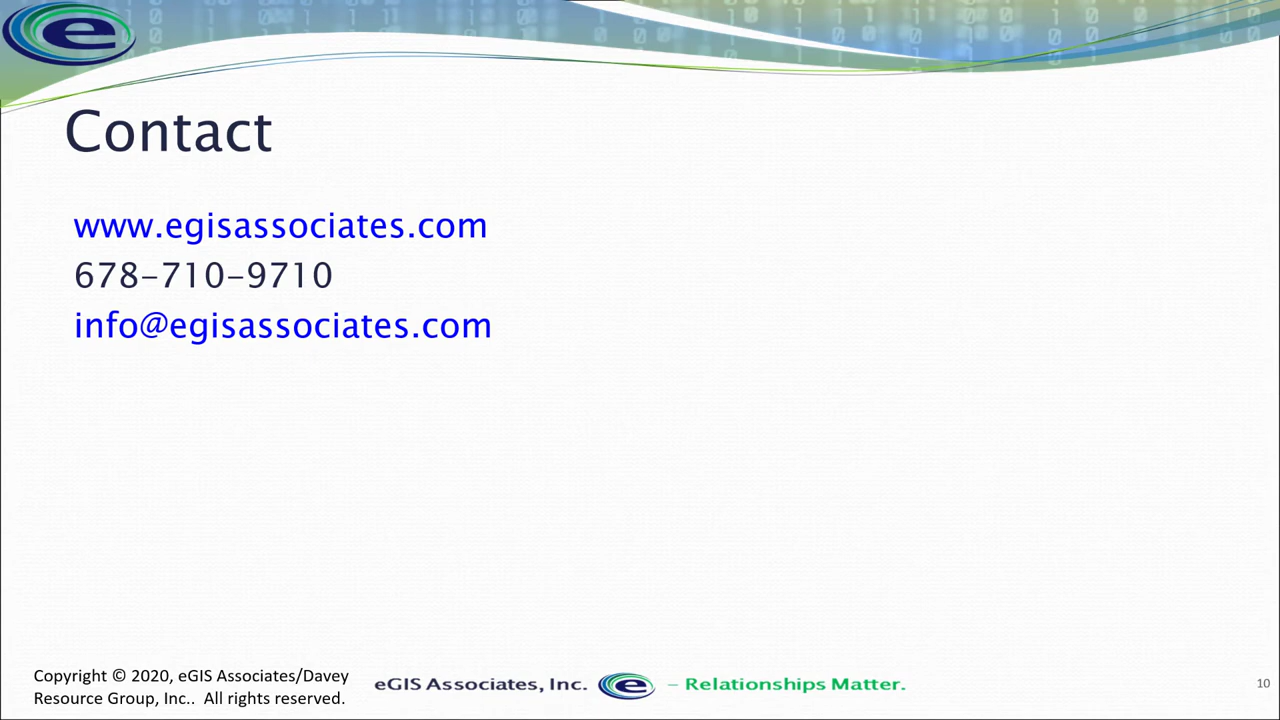 e
Contact
www.egisassociates.com
678-710-9710
info@egisassociates.com
Copyright © 2020, eGIS Associates/Davey
Resource Group, Inc.. All rights reserved.
eGIS Associates, Inc. e – Relationships Matter.
10